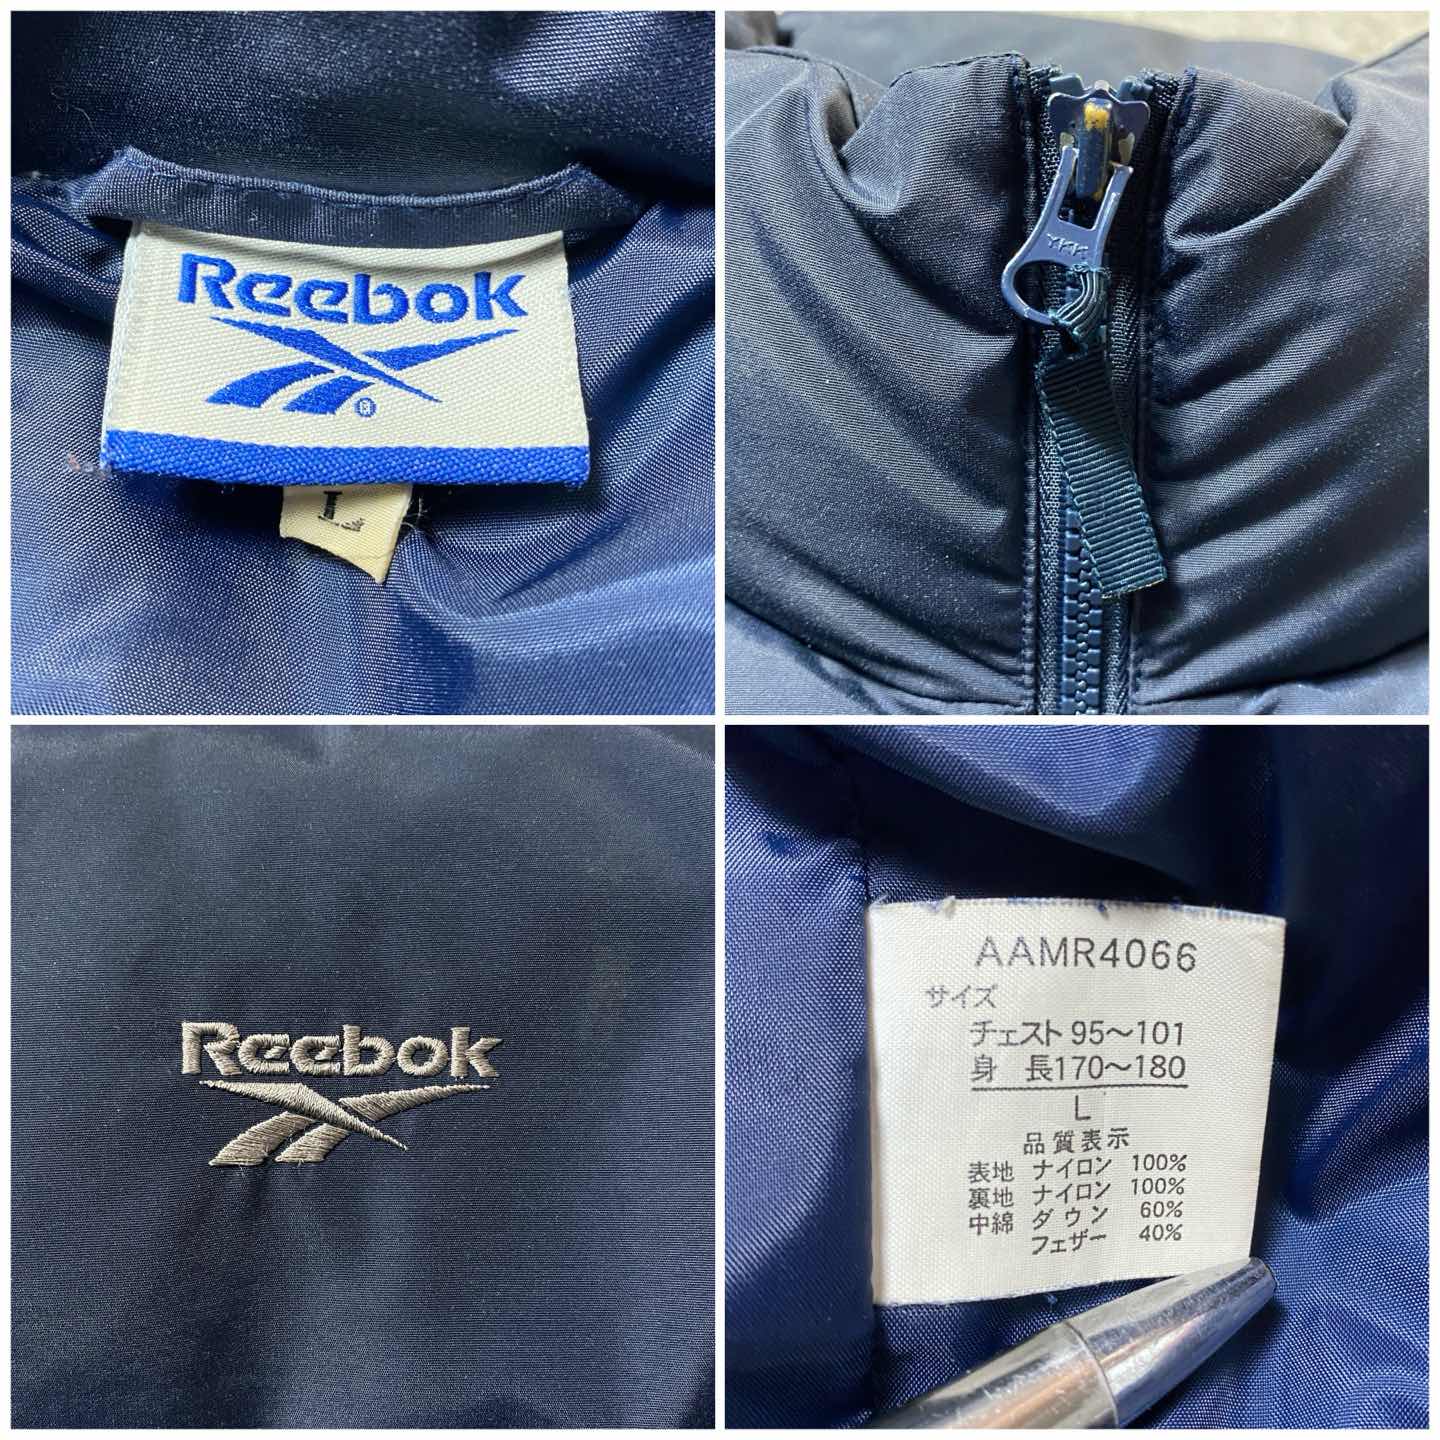 Reebok
®
L
YKK
Reebok
AAMR4066
サイズ
チェスト 95〜101
身 長170〜180
L
品質表示
表地 ナイロン 100%
裏地 ナイロン 100%
中綿 ダウン 60%
フェザー 40%